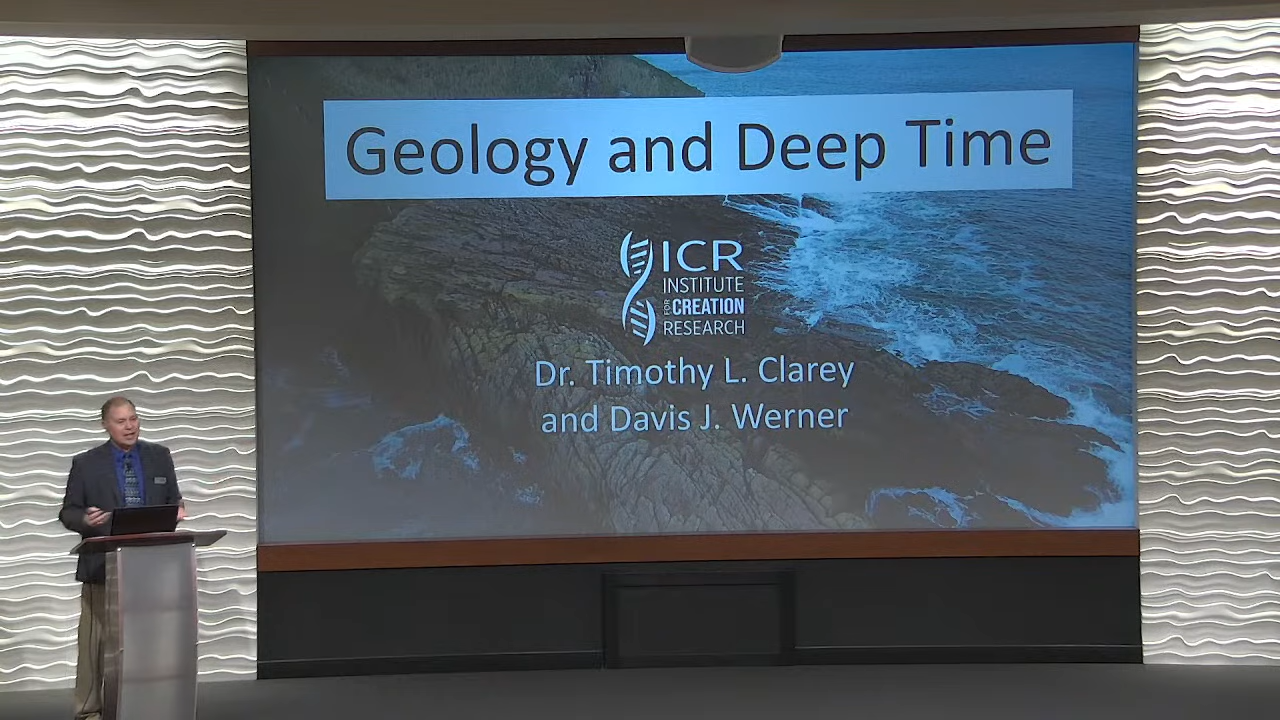 Geology and Deep Time
ICR
INSTITUTE
FOR CREATION
RESEARCH
Dr. Timothy L. Clarey
and Davis J. Werner